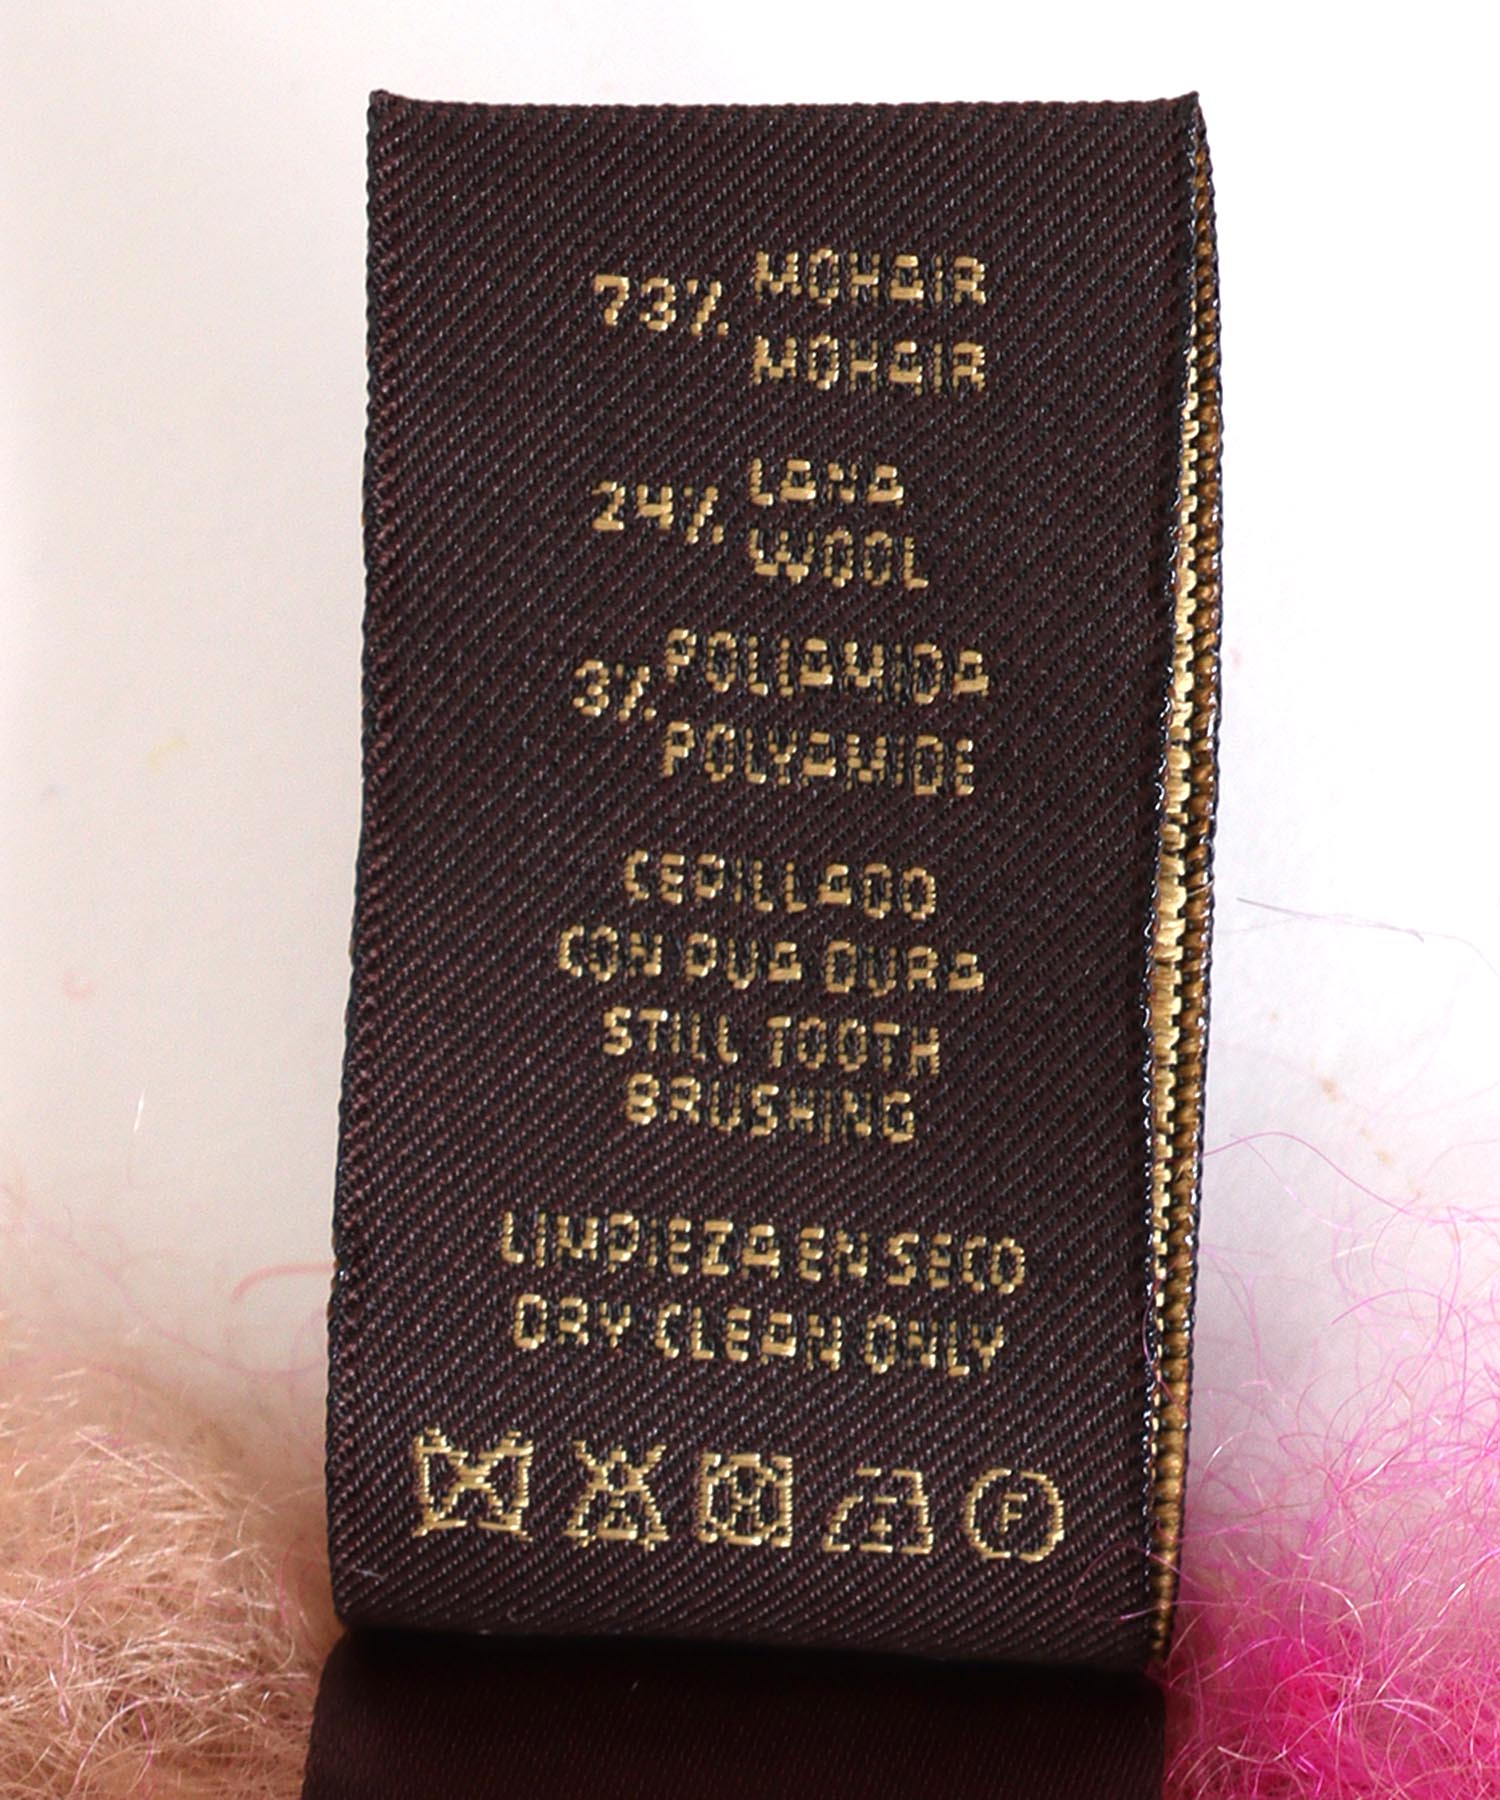 73% MOHAIR
MOHAIR
24% LANA
WOOL
3% POLIAMIDA
POLYAMIDE
CEPILLADO
CON PUA DURA
STILL TOOTH
BRUSHING
LIMPIEZA EN SECO
DRY CLEAN ONLY
F